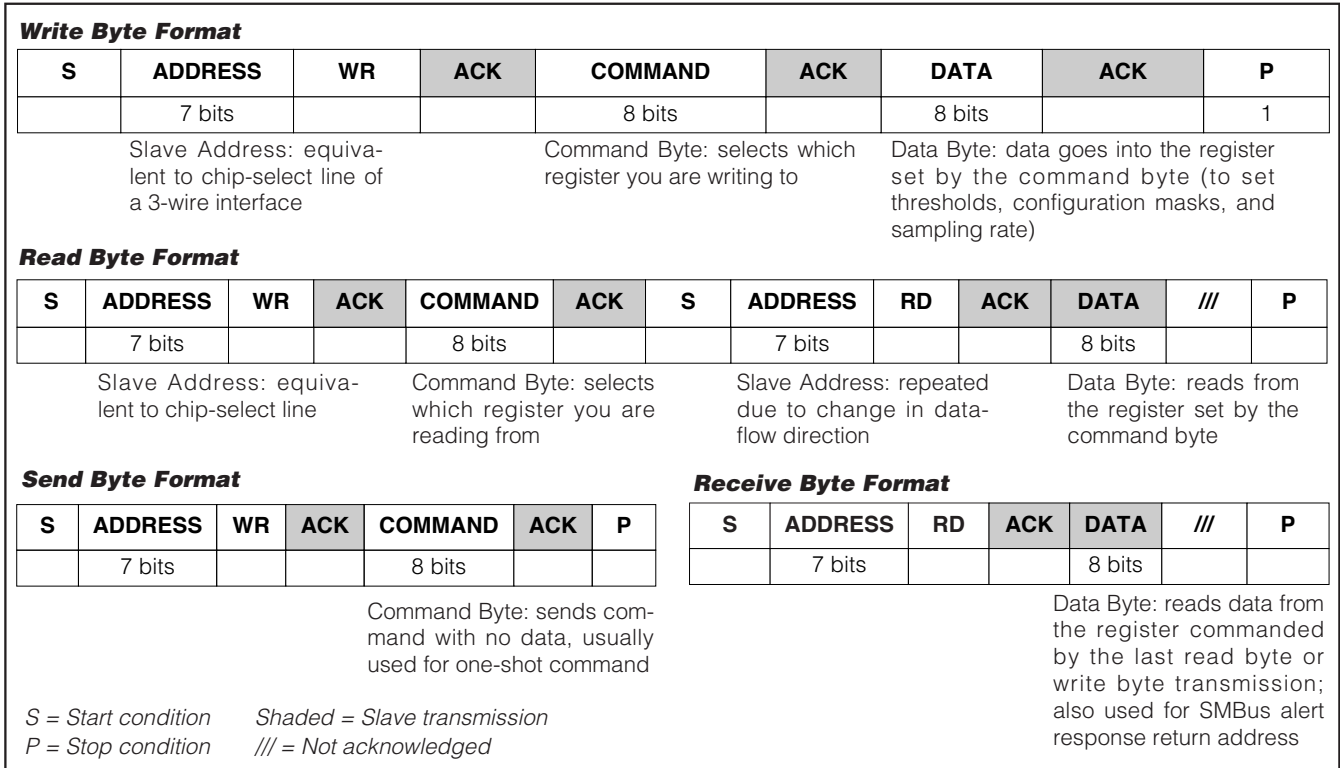 Write Byte Format
S ADDRESS WR ACK COMMAND ACK DATA ACK P
7 bits 8 bits 8 bits 1
Slave Address: equiva-
lent to chip-select line of
a 3-wire interface
Command Byte: selects which
register you are writing to
Data Byte: data goes into the register
set by the command byte (to set
thresholds, configuration masks, and
sampling rate)
Read Byte Format
S ADDRESS WR ACK COMMAND ACK S ADDRESS RD ACK DATA /// P
7 bits 8 bits 7 bits 8 bits
Slave Address: equiva-
lent to chip-select line
Command Byte: selects
which register you are
reading from
Slave Address: repeated
due to change in data-
flow direction
Data Byte: reads from
the register set by the
command byte
Send Byte Format
S ADDRESS WR ACK COMMAND ACK P
7 bits 8 bits
Command Byte: sends com-
mand with no data, usually
used for one-shot command
Receive Byte Format
S ADDRESS RD ACK DATA /// P
7 bits 8 bits
Data Byte: reads data from
the register commanded
by the last read byte or
write byte transmission;
also used for SMBus alert
response return address
S = Start condition Shaded = Slave transmission
P = Stop condition /// = Not acknowledged